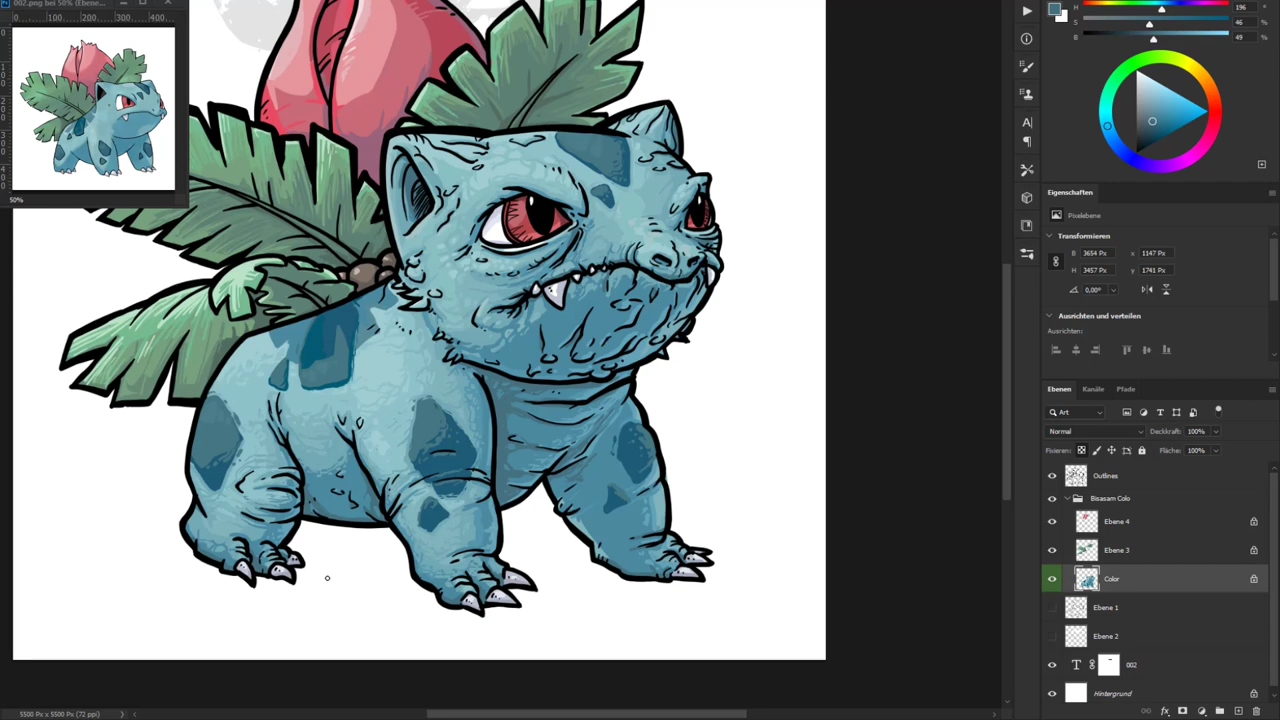 002.png bei 50% (Ebene...
0 100 200 300 400
50%
H 196 °
S 46 %
B 49 %
Eigenschaften
Pixelebene
Transformieren
B 3654 Px x 1147 Px
H 3457 Px y 1741 Px
0,00°
Ausrichten und verteilen
Ausrichten:
Ebenen Kanäle Pfade
Art
Normal Deckkraft: 100%
Fixieren: Fläche: 100%
Outlines
Bisasam Colo
Ebene 4
Ebene 3
Color
Ebene 1
Ebene 2
T 002
Hintergrund
fx
5500 Px x 5500 Px (72 ppi)